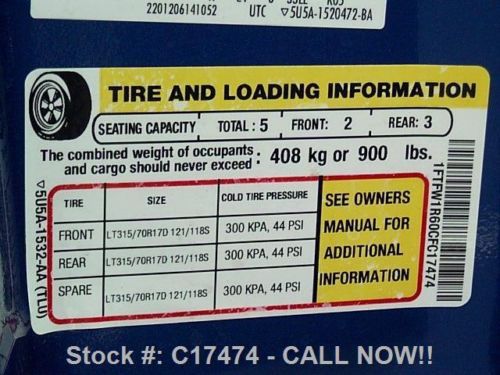 2201206141052 UTC ▽5U5A-1520472-BA
TIRE AND LOADING INFORMATION
SEATING CAPACITY TOTAL: 5 FRONT: 2 REAR: 3
The combined weight of occupants
and cargo should never exceed: 408 kg or 900 lbs.
TIRE SIZE COLD TIRE PRESSURE
FRONT LT315/70R17D 121/118S 300 KPA, 44 PSI
REAR LT315/70R17D 121/118S 300 KPA, 44 PSI
SPARE LT315/70R17D 121/118S 300 KPA, 44 PSI
SEE OWNERS
MANUAL FOR
ADDITIONAL
INFORMATION
▽5U5A-1532-AA (TLU)
1FTFW1R60CFC17474
Stock #: C17474 - CALL NOW!!